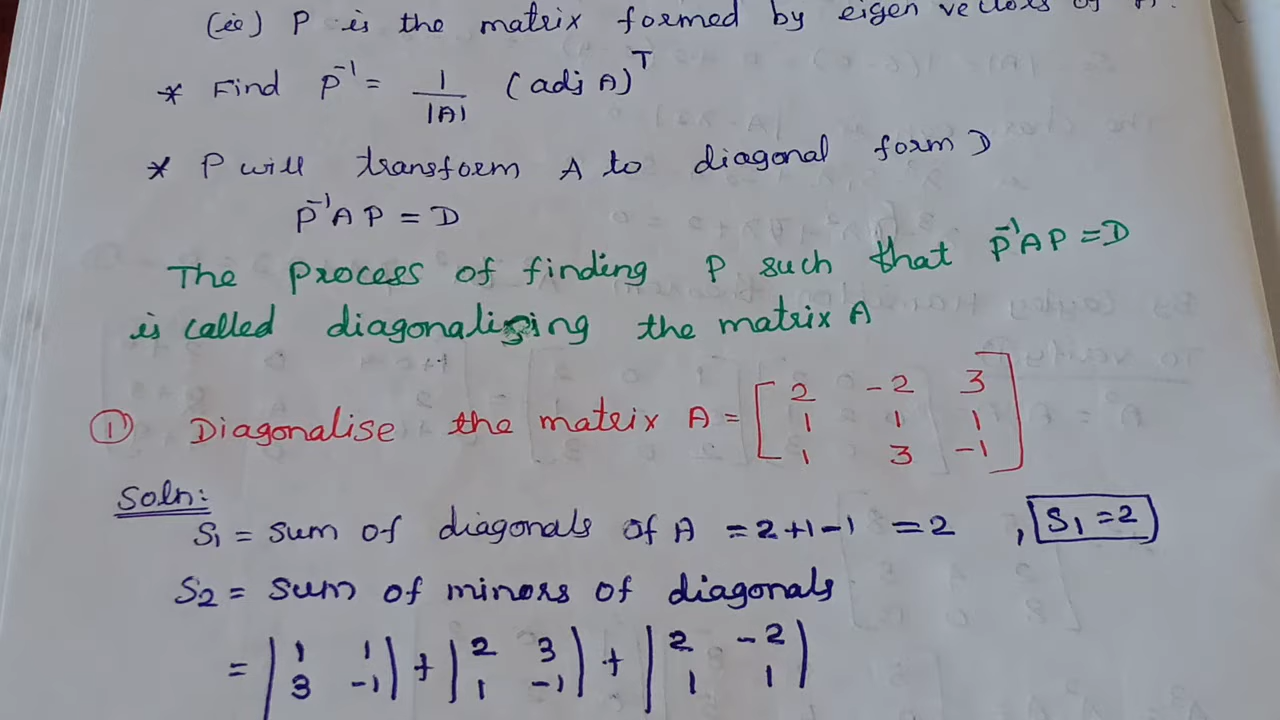 (ii) P is the matrix formed by eigen vectors of A.
* Find P⁻¹ = 1/|A| (adj A)ᵀ
* P will transform A to diagonal form D
P⁻¹AP = D
The process of finding P such that P⁻¹AP = D
is called diagonalising the matrix A
① Diagonalise the matrix A = [2 -2 3
1 1 1
1 3 -1]
Soln:
S₁ = sum of diagonals of A = 2+1-1 = 2 , S₁ = 2
S₂ = sum of minors of diagonals
= |1 1| + |2 3| + |2 -2|
|3 -1| |1 -1| |1 1|